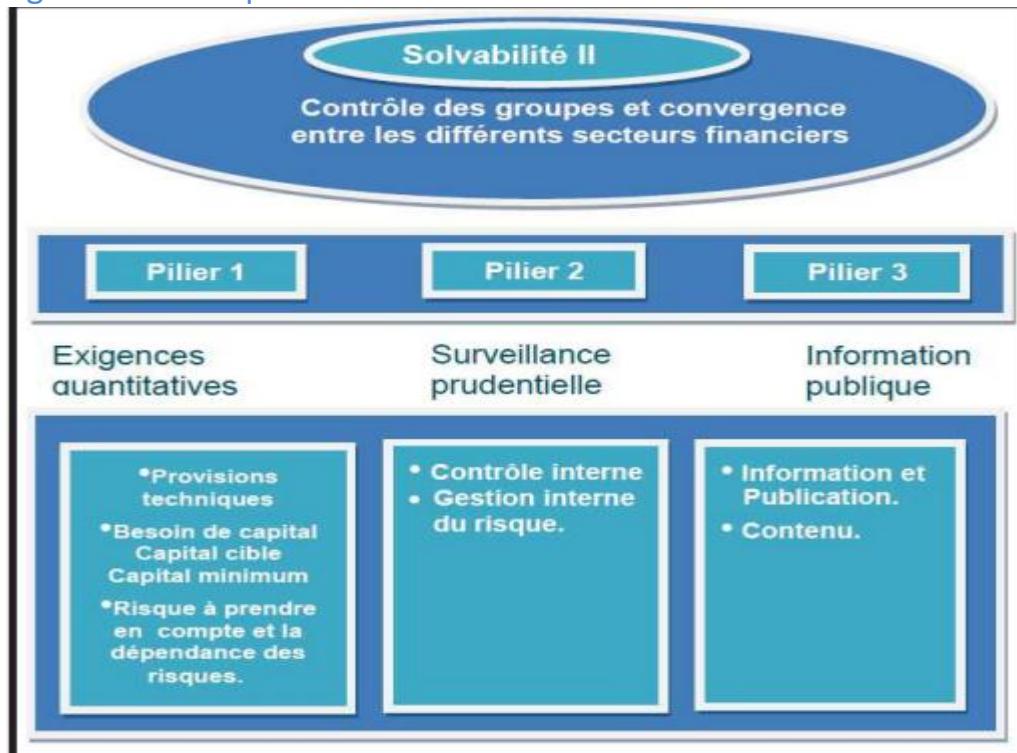 Solvabilité II
Contrôle des groupes et convergence
entre les différents secteurs financiers
Pilier 1
Pilier 2
Pilier 3
Exigences
quantitatives
Surveillance
prudentielle
Information
publique
•Provisions
techniques
•Besoin de capital
Capital cible
Capital minimum
•Risque à prendre
en compte et la
dépendance des
risques.
• Contrôle interne
• Gestion interne
du risque.
• Information et
Publication.
• Contenu.